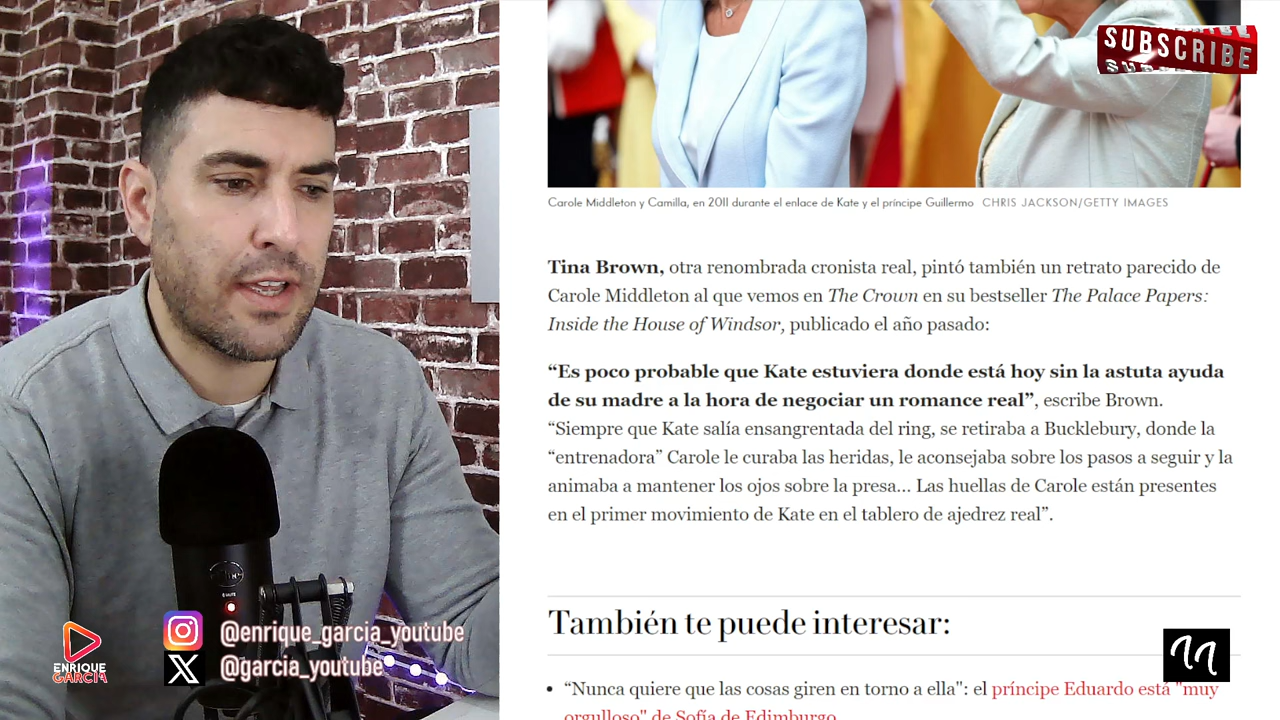 SUBSCRIBE
Carole Middleton y Camilla, en 2011 durante el enlace de Kate y el príncipe Guillermo CHRIS JACKSON/GETTY IMAGES
Tina Brown, otra renombrada cronista real, pintó también un retrato parecido de
Carole Middleton al que vemos en The Crown en su bestseller The Palace Papers:
Inside the House of Windsor, publicado el año pasado:
“Es poco probable que Kate estuviera donde está hoy sin la astuta ayuda
de su madre a la hora de negociar un romance real”, escribe Brown.
“Siempre que Kate salía ensangrentada del ring, se retiraba a Bucklebury, donde la
“entrenadora” Carole le curaba las heridas, le aconsejaba sobre los pasos a seguir y la
animaba a mantener los ojos sobre la presa... Las huellas de Carole están presentes
en el primer movimiento de Kate en el tablero de ajedrez real”.
También te puede interesar:
• “Nunca quiere que las cosas giren en torno a ella": el príncipe Eduardo está "muy
orgulloso" de Sofía de Edimburgo
@enrique_garcia_youtube
@garcia_youtube
ENRIQUE
GARCIA